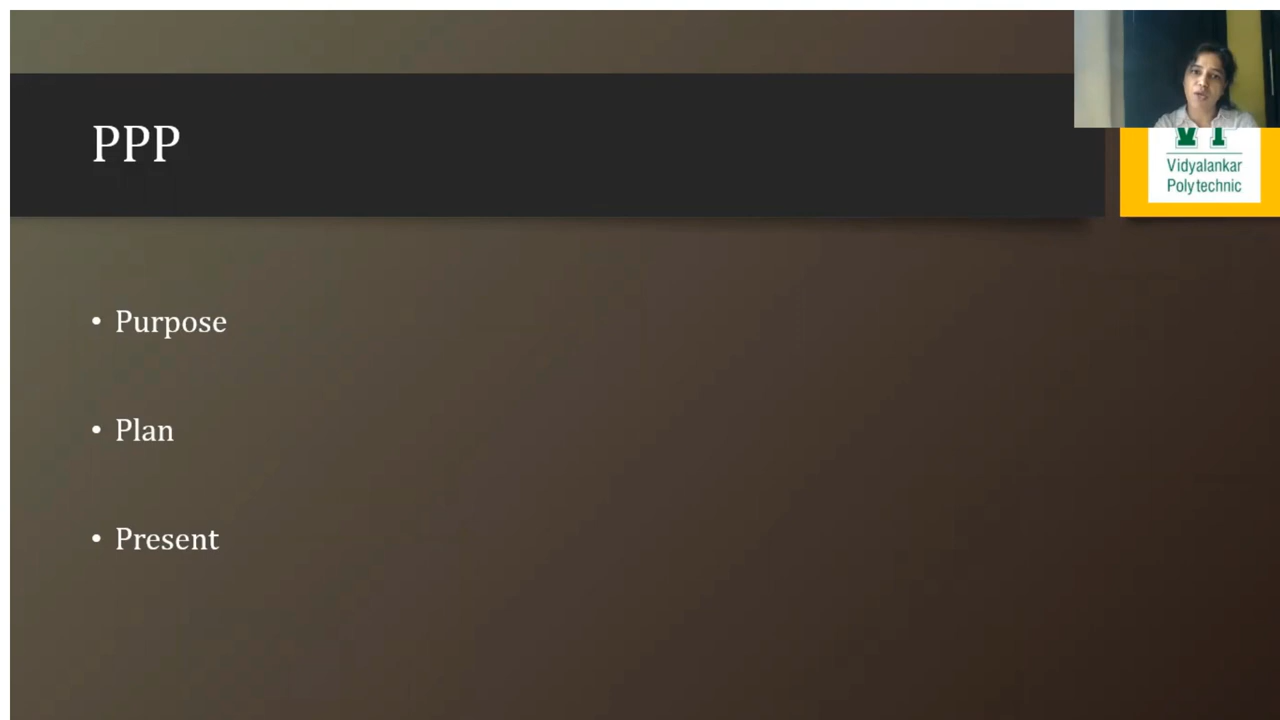 PPP
Vidyalankar
Polytechnic
• Purpose
• Plan
• Present